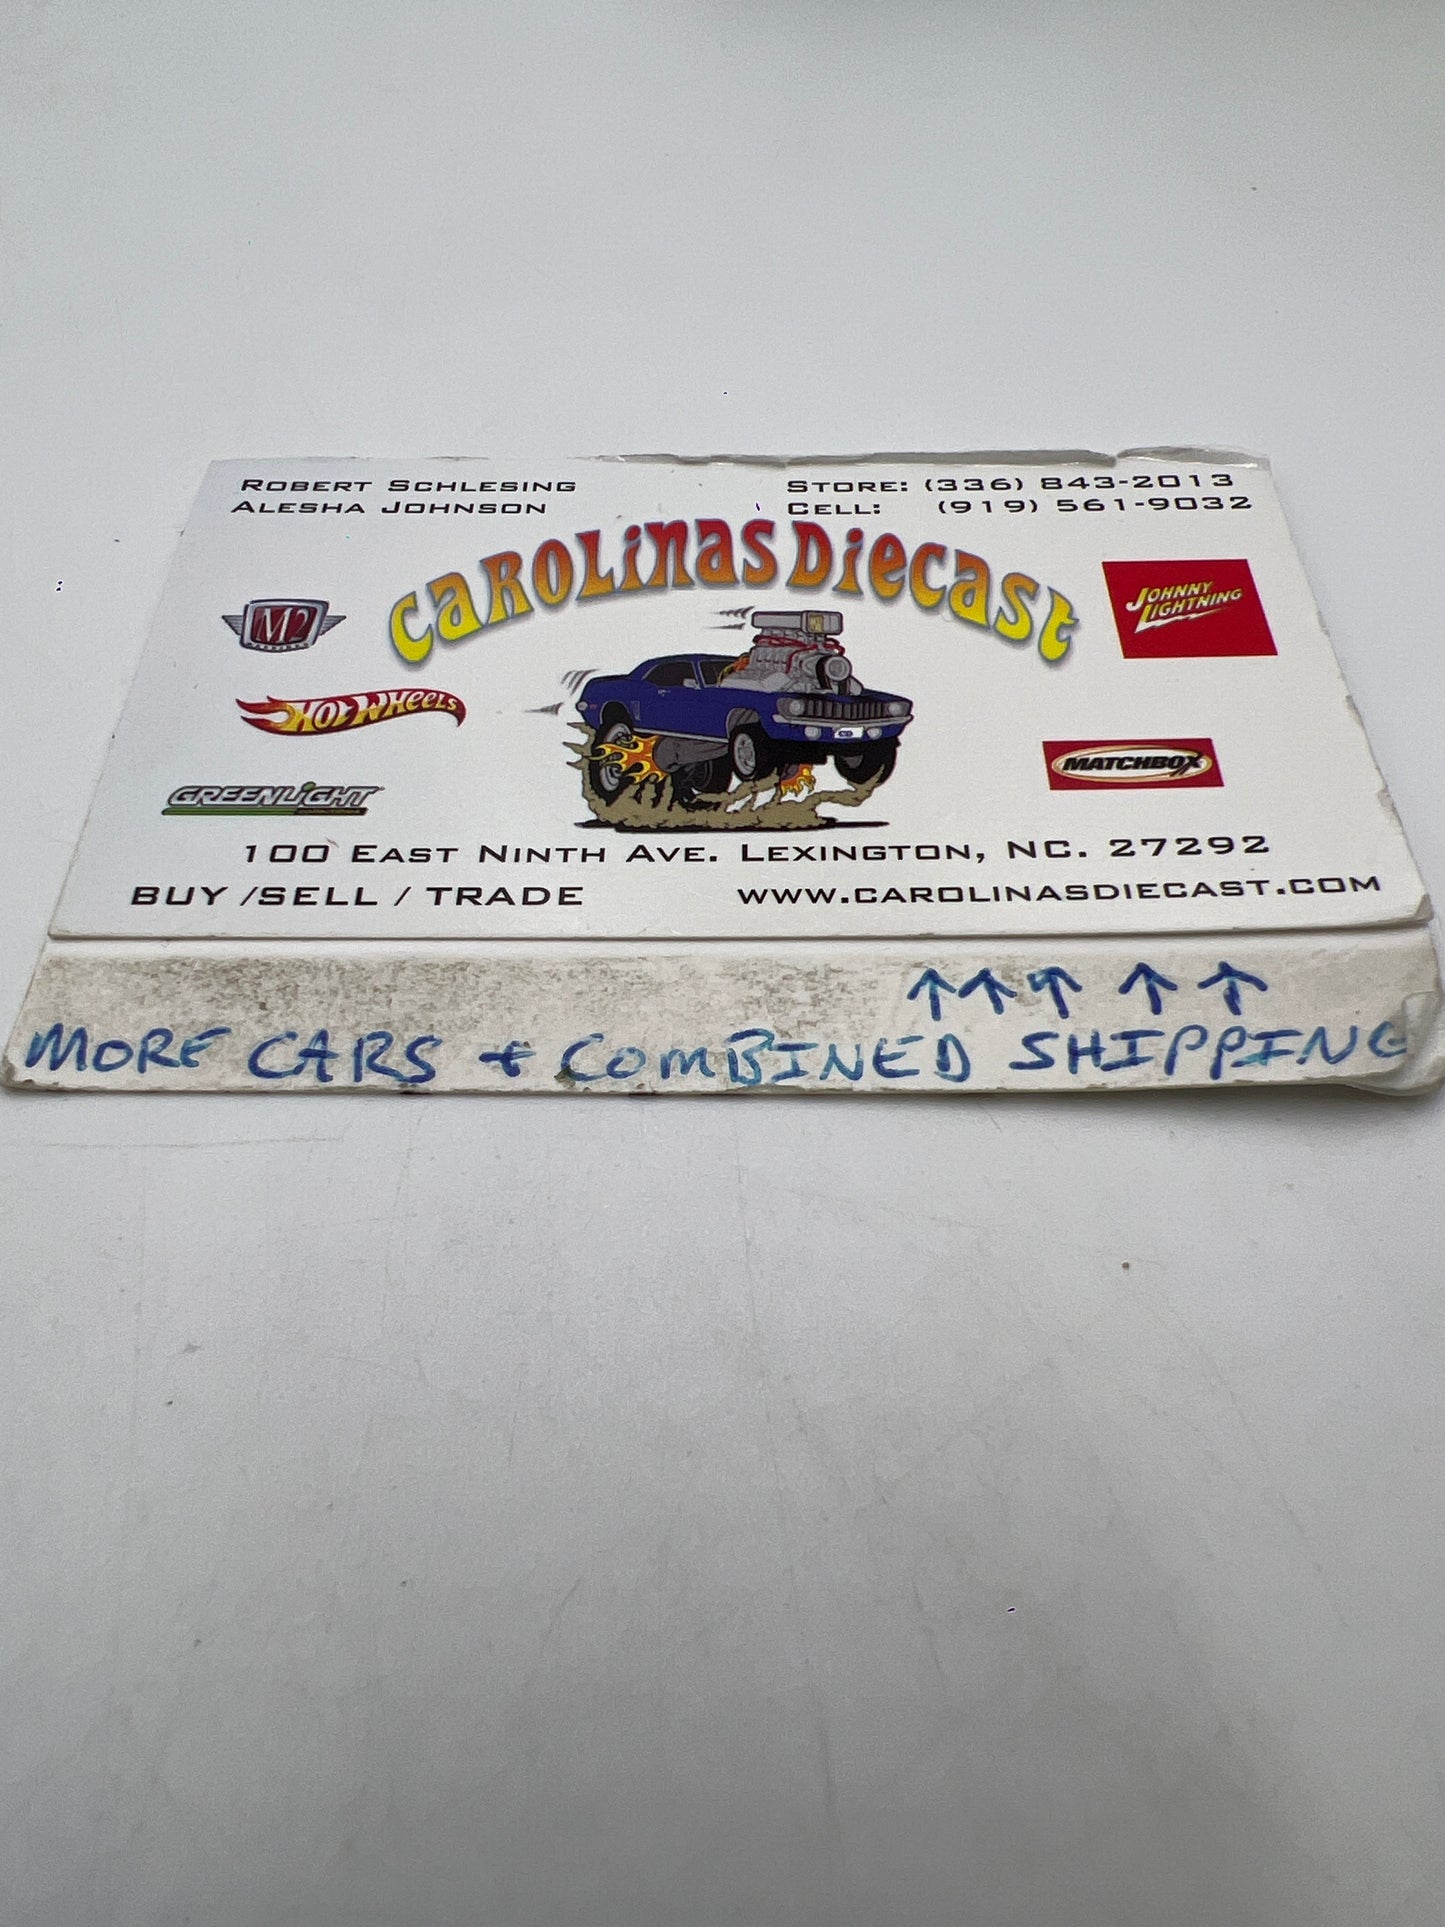 ROBERT SCHLESING
ALESHA JOHNSON
STORE: (336) 843-2013
CELL: (919) 561-9032
CAROLINAS DIECAST
M2
HOT WHEELS
GREENLIGHT
JOHNNY
LIGHTNING
MATCHBOX
100 EAST NINTH AVE. LEXINGTON, NC. 27292
BUY /SELL / TRADE
WWW.CAROLINASDIECAST.COM
↑↑↑↑↑
MORE CARS + COMBINED SHIPPING